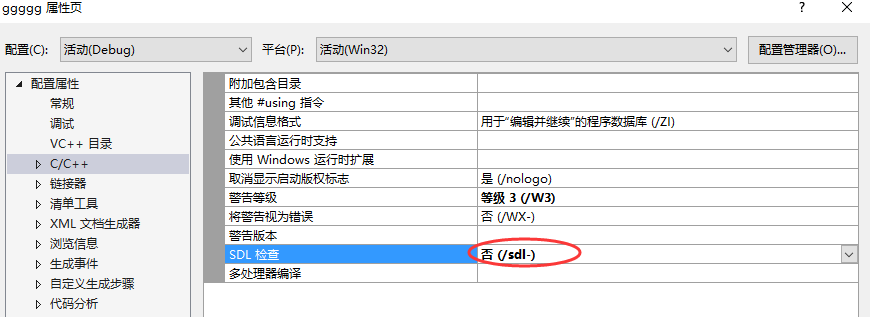 ggggg 属性页
配置(C): 活动(Debug) 平台(P): 活动(Win32) 配置管理器(O)...
配置属性
常规
调试
VC++ 目录
C/C++
链接器
清单工具
XML 文档生成器
浏览信息
生成事件
自定义生成步骤
代码分析
附加包含目录
其他 #using 指令
调试信息格式 用于“编辑并继续”的程序数据库 (/ZI)
公共语言运行时支持
使用 Windows 运行时扩展
取消显示启动版权标志 是 (/nologo)
警告等级 等级 3 (/W3)
将警告视为错误 否 (/WX-)
警告版本
SDL 检查 否 (/sdl-)
多处理器编译